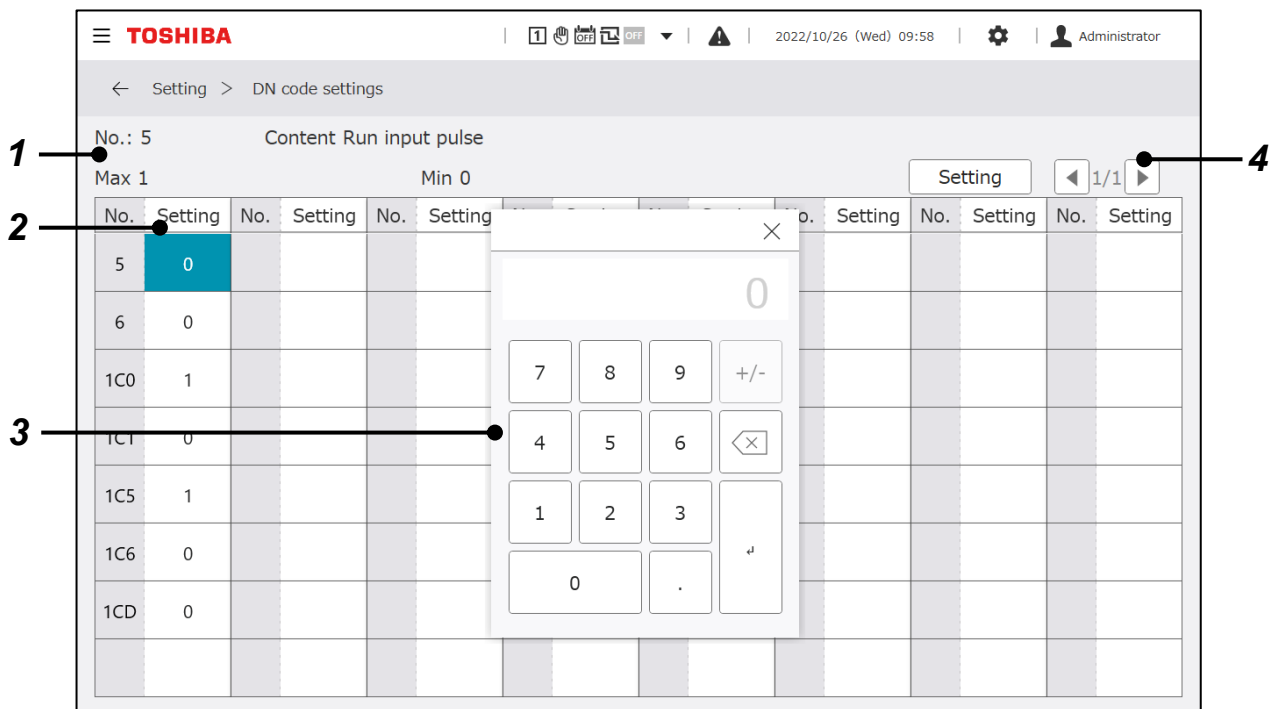 TOSHIBA 1 OFF OFF 2022/10/26 (Wed) 09:58 Administrator
← Setting > DN code settings
No.: 5 Content Run input pulse
1
4
Max 1 Min 0 Setting 1/1
No. Setting No. Setting No. Setting No. Setting No. Setting No. Setting
2
5 0
0
6 0
7 8 9 +/-
1C0 1
3
4 5 6
1C1 0
1 2 3
1C5 1
0 .
1C6 0
1CD 0